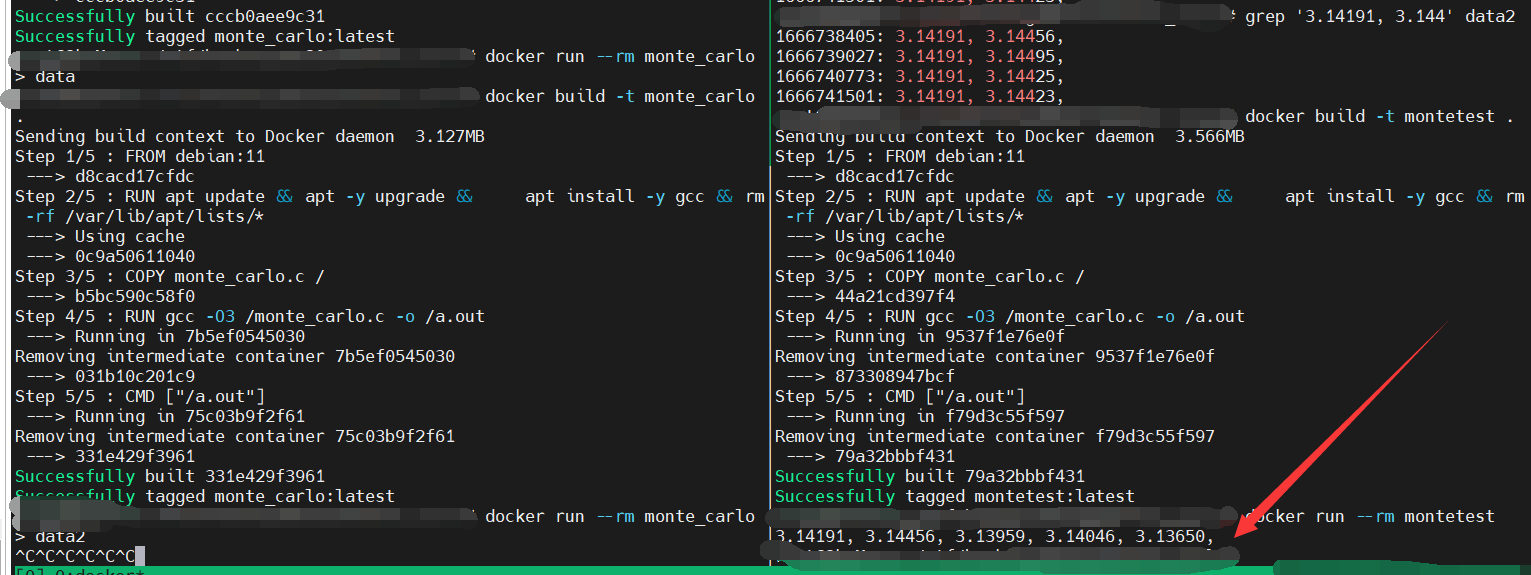 Successfully built cccb0aee9c31
Successfully tagged monte_carlo:latest
docker run --rm monte_carlo
> data
docker build -t monte_carlo
.
Sending build context to Docker daemon  3.127MB
Step 1/5 : FROM debian:11
 ---> d8cacd17cfdc
Step 2/5 : RUN apt update && apt -y upgrade &&     apt install -y gcc && rm
 -rf /var/lib/apt/lists/*
 ---> Using cache
 ---> 0c9a50611040
Step 3/5 : COPY monte_carlo.c /
 ---> b5bc590c58f0
Step 4/5 : RUN gcc -O3 /monte_carlo.c -o /a.out
 ---> Running in 7b5ef0545030
Removing intermediate container 7b5ef0545030
 ---> 031b10c201c9
Step 5/5 : CMD ["/a.out"]
 ---> Running in 75c03b9f2f61
Removing intermediate container 75c03b9f2f61
 ---> 331e429f3961
Successfully built 331e429f3961
Successfully tagged monte_carlo:latest
docker run --rm monte_carlo
> data2
^C^C^C^C^C^C
# grep '3.14191, 3.144' data2
1666738405: 3.14191, 3.14456,
1666739027: 3.14191, 3.14495,
1666740773: 3.14191, 3.14425,
1666741501: 3.14191, 3.14423,
docker build -t montetest .
Sending build context to Docker daemon  3.566MB
Step 1/5 : FROM debian:11
 ---> d8cacd17cfdc
Step 2/5 : RUN apt update && apt -y upgrade &&     apt install -y gcc && rm
 -rf /var/lib/apt/lists/*
 ---> Using cache
 ---> 0c9a50611040
Step 3/5 : COPY monte_carlo.c /
 ---> 44a21cd397f4
Step 4/5 : RUN gcc -O3 /monte_carlo.c -o /a.out
 ---> Running in 9537f1e76e0f
Removing intermediate container 9537f1e76e0f
 ---> 873308947bcf
Step 5/5 : CMD ["/a.out"]
 ---> Running in f79d3c55f597
Removing intermediate container f79d3c55f597
 ---> 79a32bbbf431
Successfully built 79a32bbbf431
Successfully tagged montetest:latest
docker run --rm montetest
3.14191, 3.14456, 3.13959, 3.14046, 3.13650,